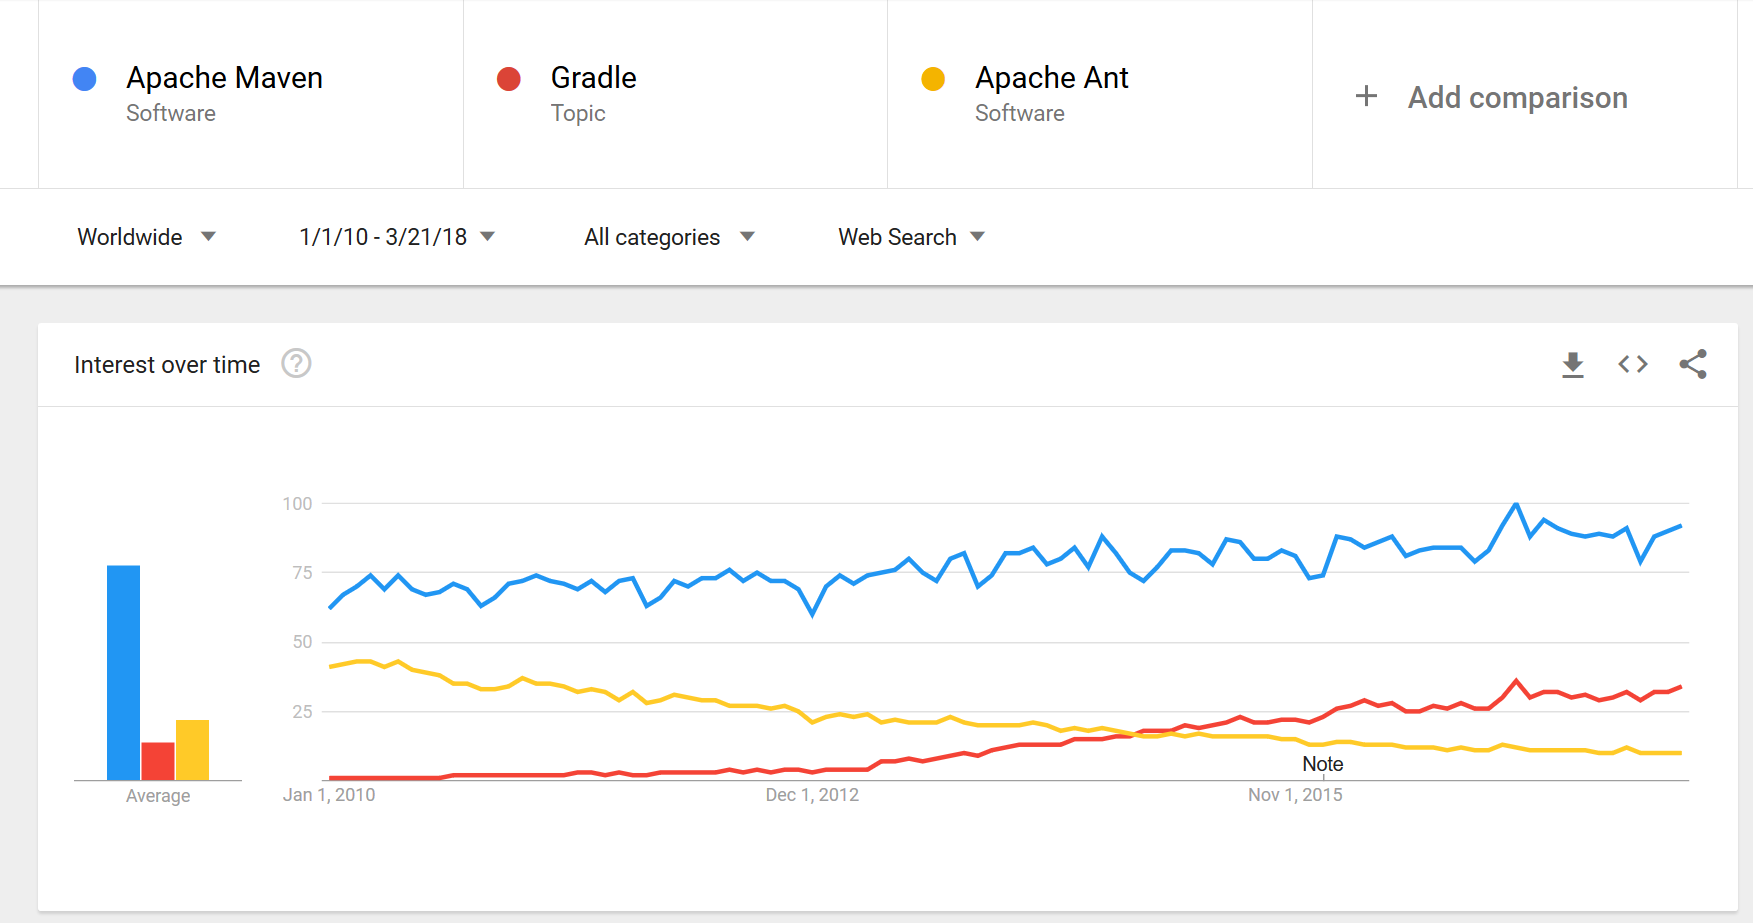 Apache Maven
Software
Gradle
Topic
Apache Ant
Software
+ Add comparison
Worldwide
1/1/10 - 3/21/18
All categories
Web Search
Interest over time
?
100
75
50
25
Note
Average
Jan 1, 2010
Dec 1, 2012
Nov 1, 2015